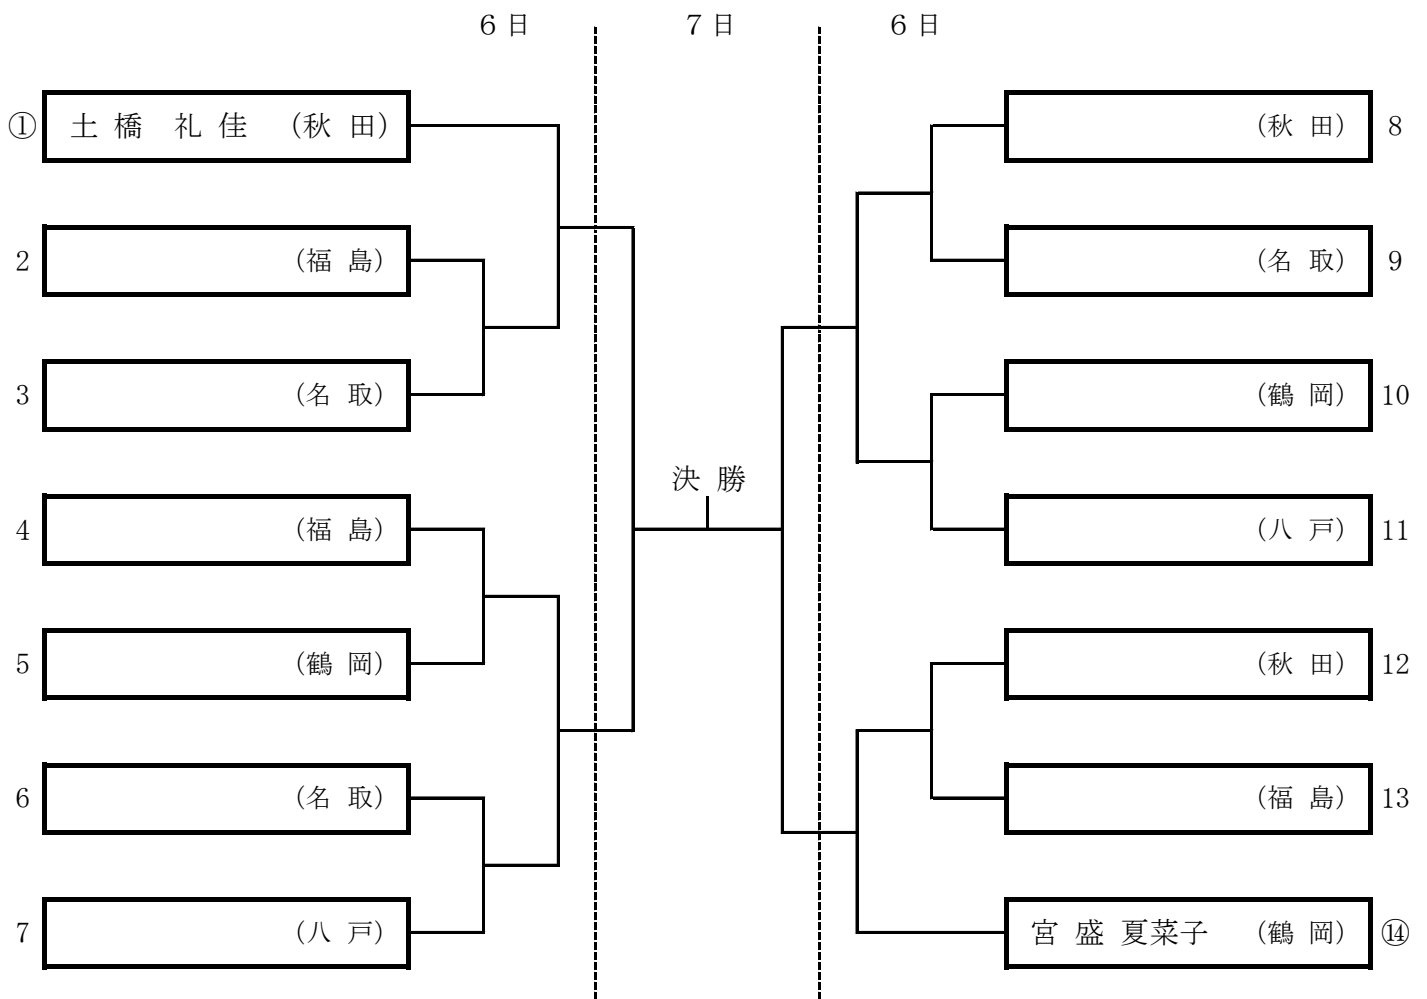 6日 7日 6日
① 土橋 礼佳 (秋田)
(秋田) 8
2 (福島)
(名取) 9
3 (名取)
(鶴岡) 10
決勝
4 (福島)
(八戸) 11
5 (鶴岡)
(秋田) 12
6 (名取)
(福島) 13
7 (八戸)
宮盛 夏菜子 (鶴岡) ⑭